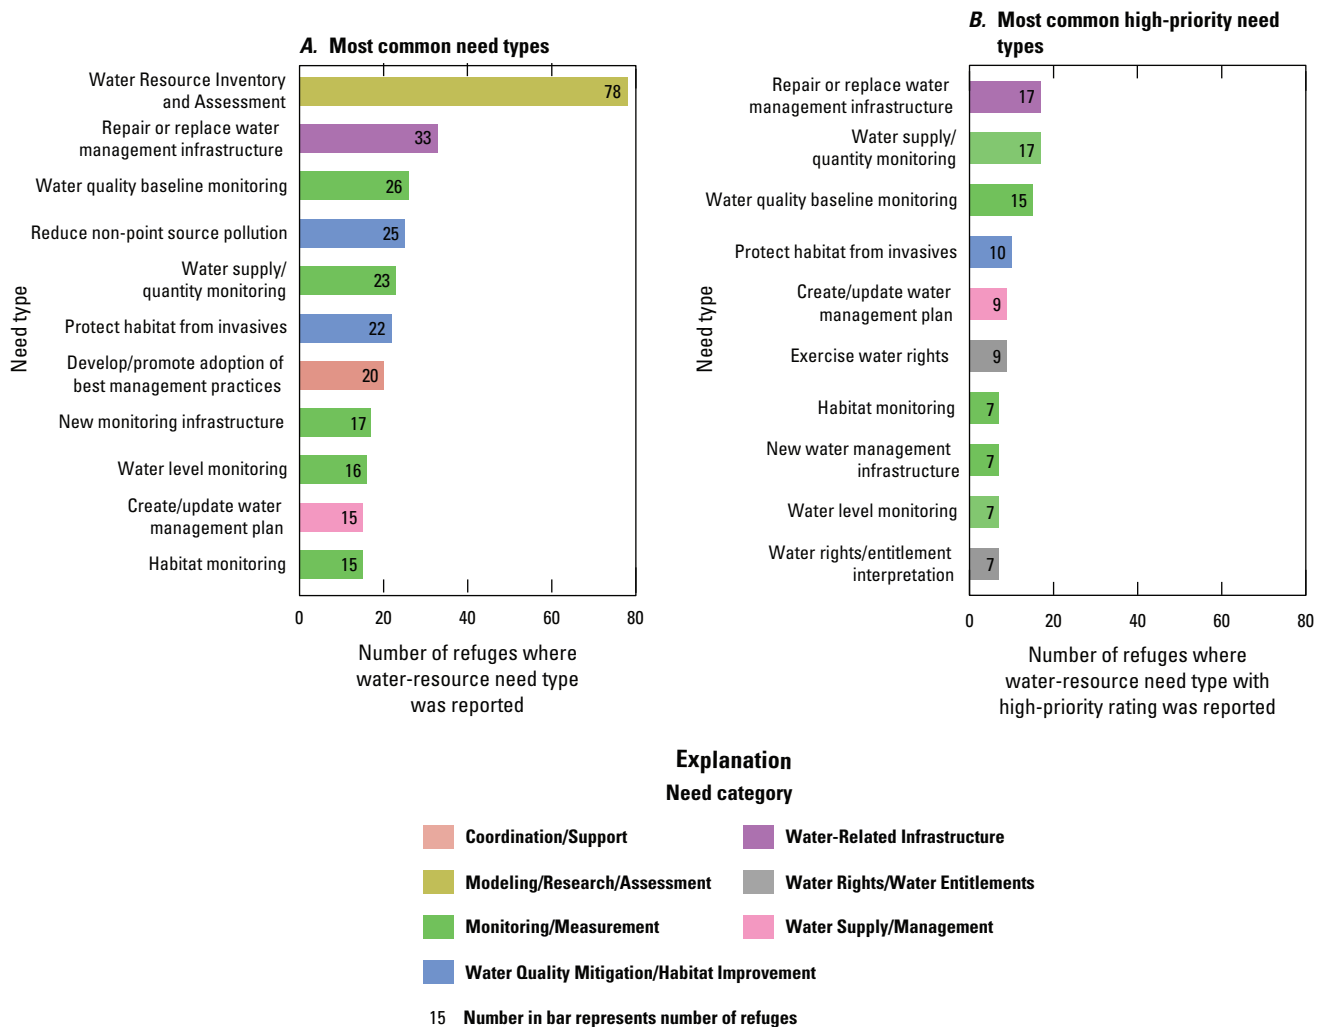 A. Most common need types
Need type
Water Resource Inventory
and Assessment
78
Repair or replace water
management infrastructure
33
Water quality baseline monitoring
26
Reduce non-point source pollution
25
Water supply/
quantity monitoring
23
Protect habitat from invasives
22
Develop/promote adoption of
best management practices
20
New monitoring infrastructure
17
Water level monitoring
16
Create/update water
management plan
15
Habitat monitoring
15
0 20 40 60 80
Number of refuges where
water-resource need type
was reported
B. Most common high-priority need
types
Need type
Repair or replace water
management infrastructure
17
Water supply/
quantity monitoring
17
Water quality baseline monitoring
15
Protect habitat from invasives
10
Create/update water
management plan
9
Exercise water rights
9
Habitat monitoring
7
New water management
infrastructure
7
Water level monitoring
7
Water rights/entitlement
interpretation
7
0 20 40 60 80
Number of refuges where
water-resource need type with
high-priority rating was reported
Explanation
Need category
Coordination/Support
Modeling/Research/Assessment
Monitoring/Measurement
Water Quality Mitigation/Habitat Improvement
Water-Related Infrastructure
Water Rights/Water Entitlements
Water Supply/Management
15 Number in bar represents number of refuges